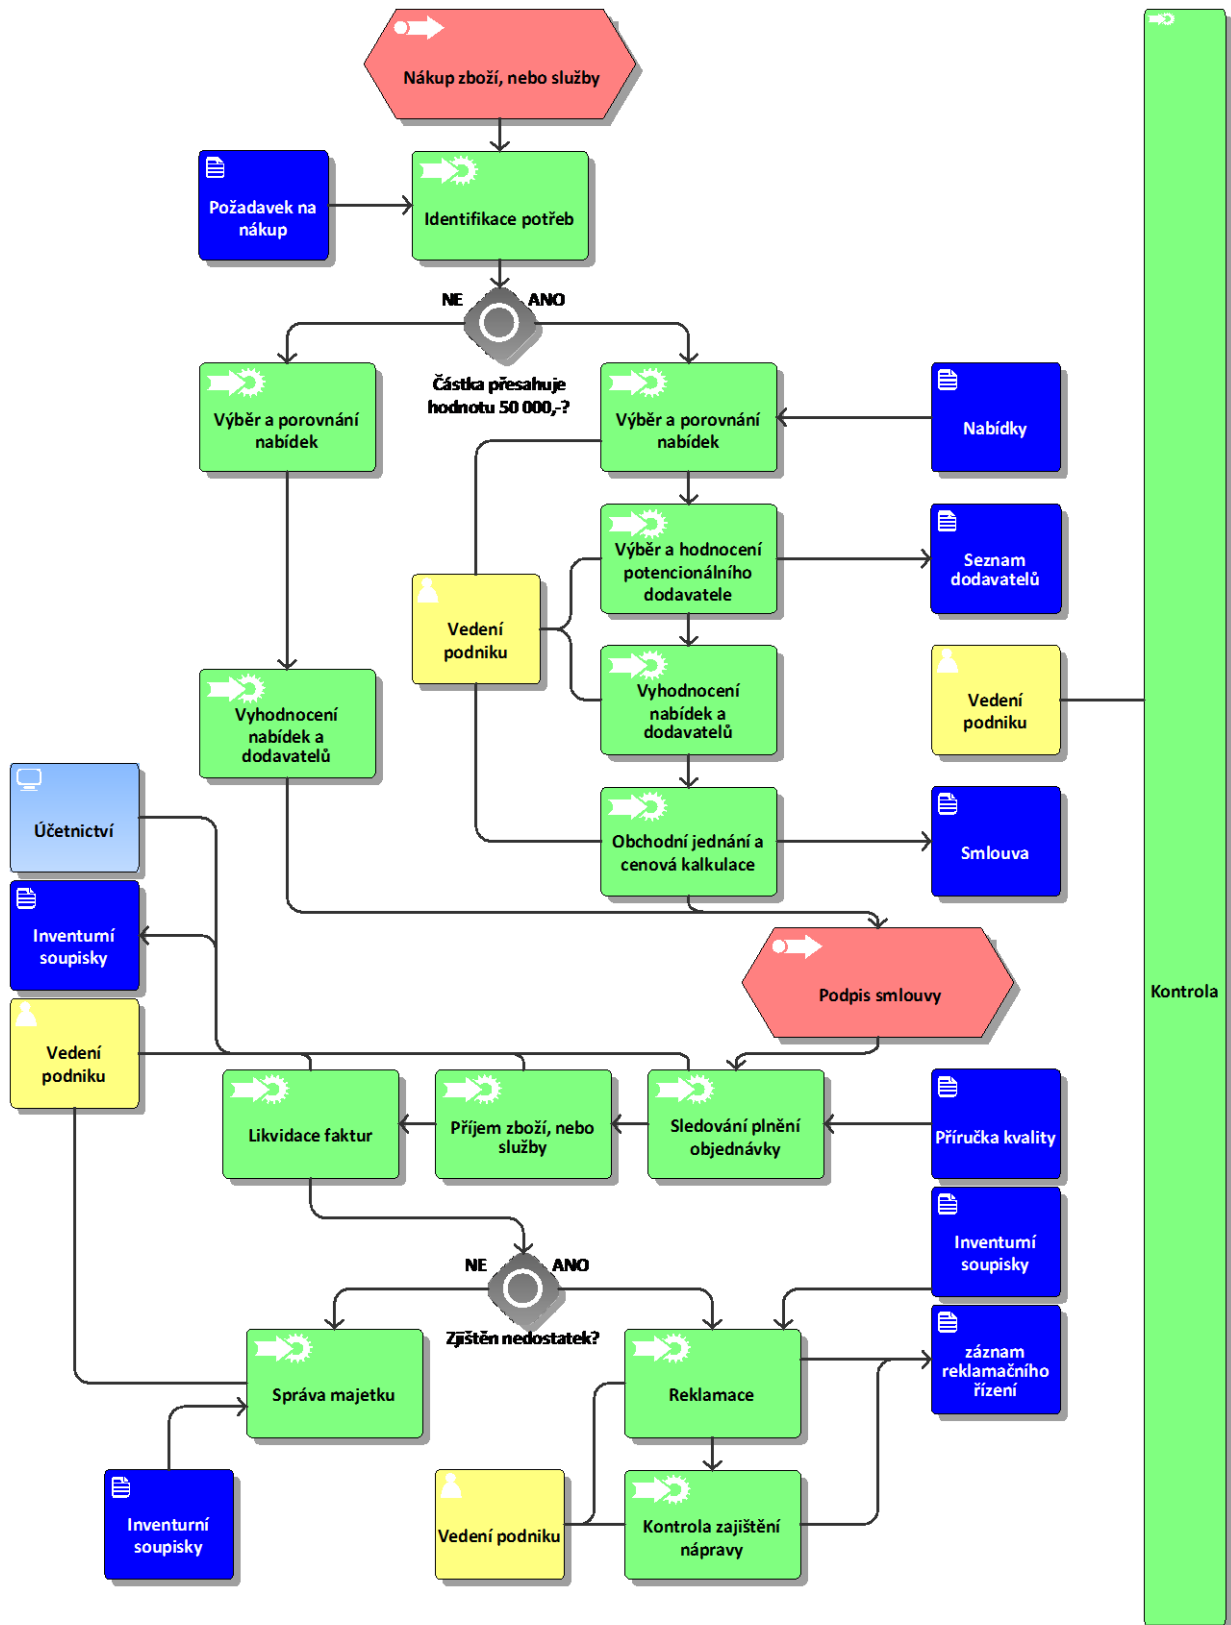 Nákup zboží, nebo služby
Požadavek na
nákup
Identifikace potřeb
NE
ANO
Částka přesahuje
hodnotu 50 000,-?
Výběr a porovnání
nabídek
Výběr a porovnání
nabídek
Nabídky
Výběr a hodnocení
potencionálního
dodavatele
Seznam
dodavatelů
Vedení
podniku
Vyhodnocení
nabídek a
dodavatelů
Vedení
podniku
Vyhodnocení
nabídek a
dodavatelů
Účetnictví
Obchodní jednání a
cenová kalkulace
Smlouva
Inventurní
soupisky
Podpis smlouvy
Kontrola
Vedení
podniku
Likvidace faktur
Příjem zboží, nebo
služby
Sledování plnění
objednávky
Příručka kvality
Inventurní
soupisky
NE
ANO
Zjištěn nedostatek?
Správa majetku
Reklamace
záznam
reklamačního
řízení
Inventurní
soupisky
Vedení podniku
Kontrola zajištění
nápravy